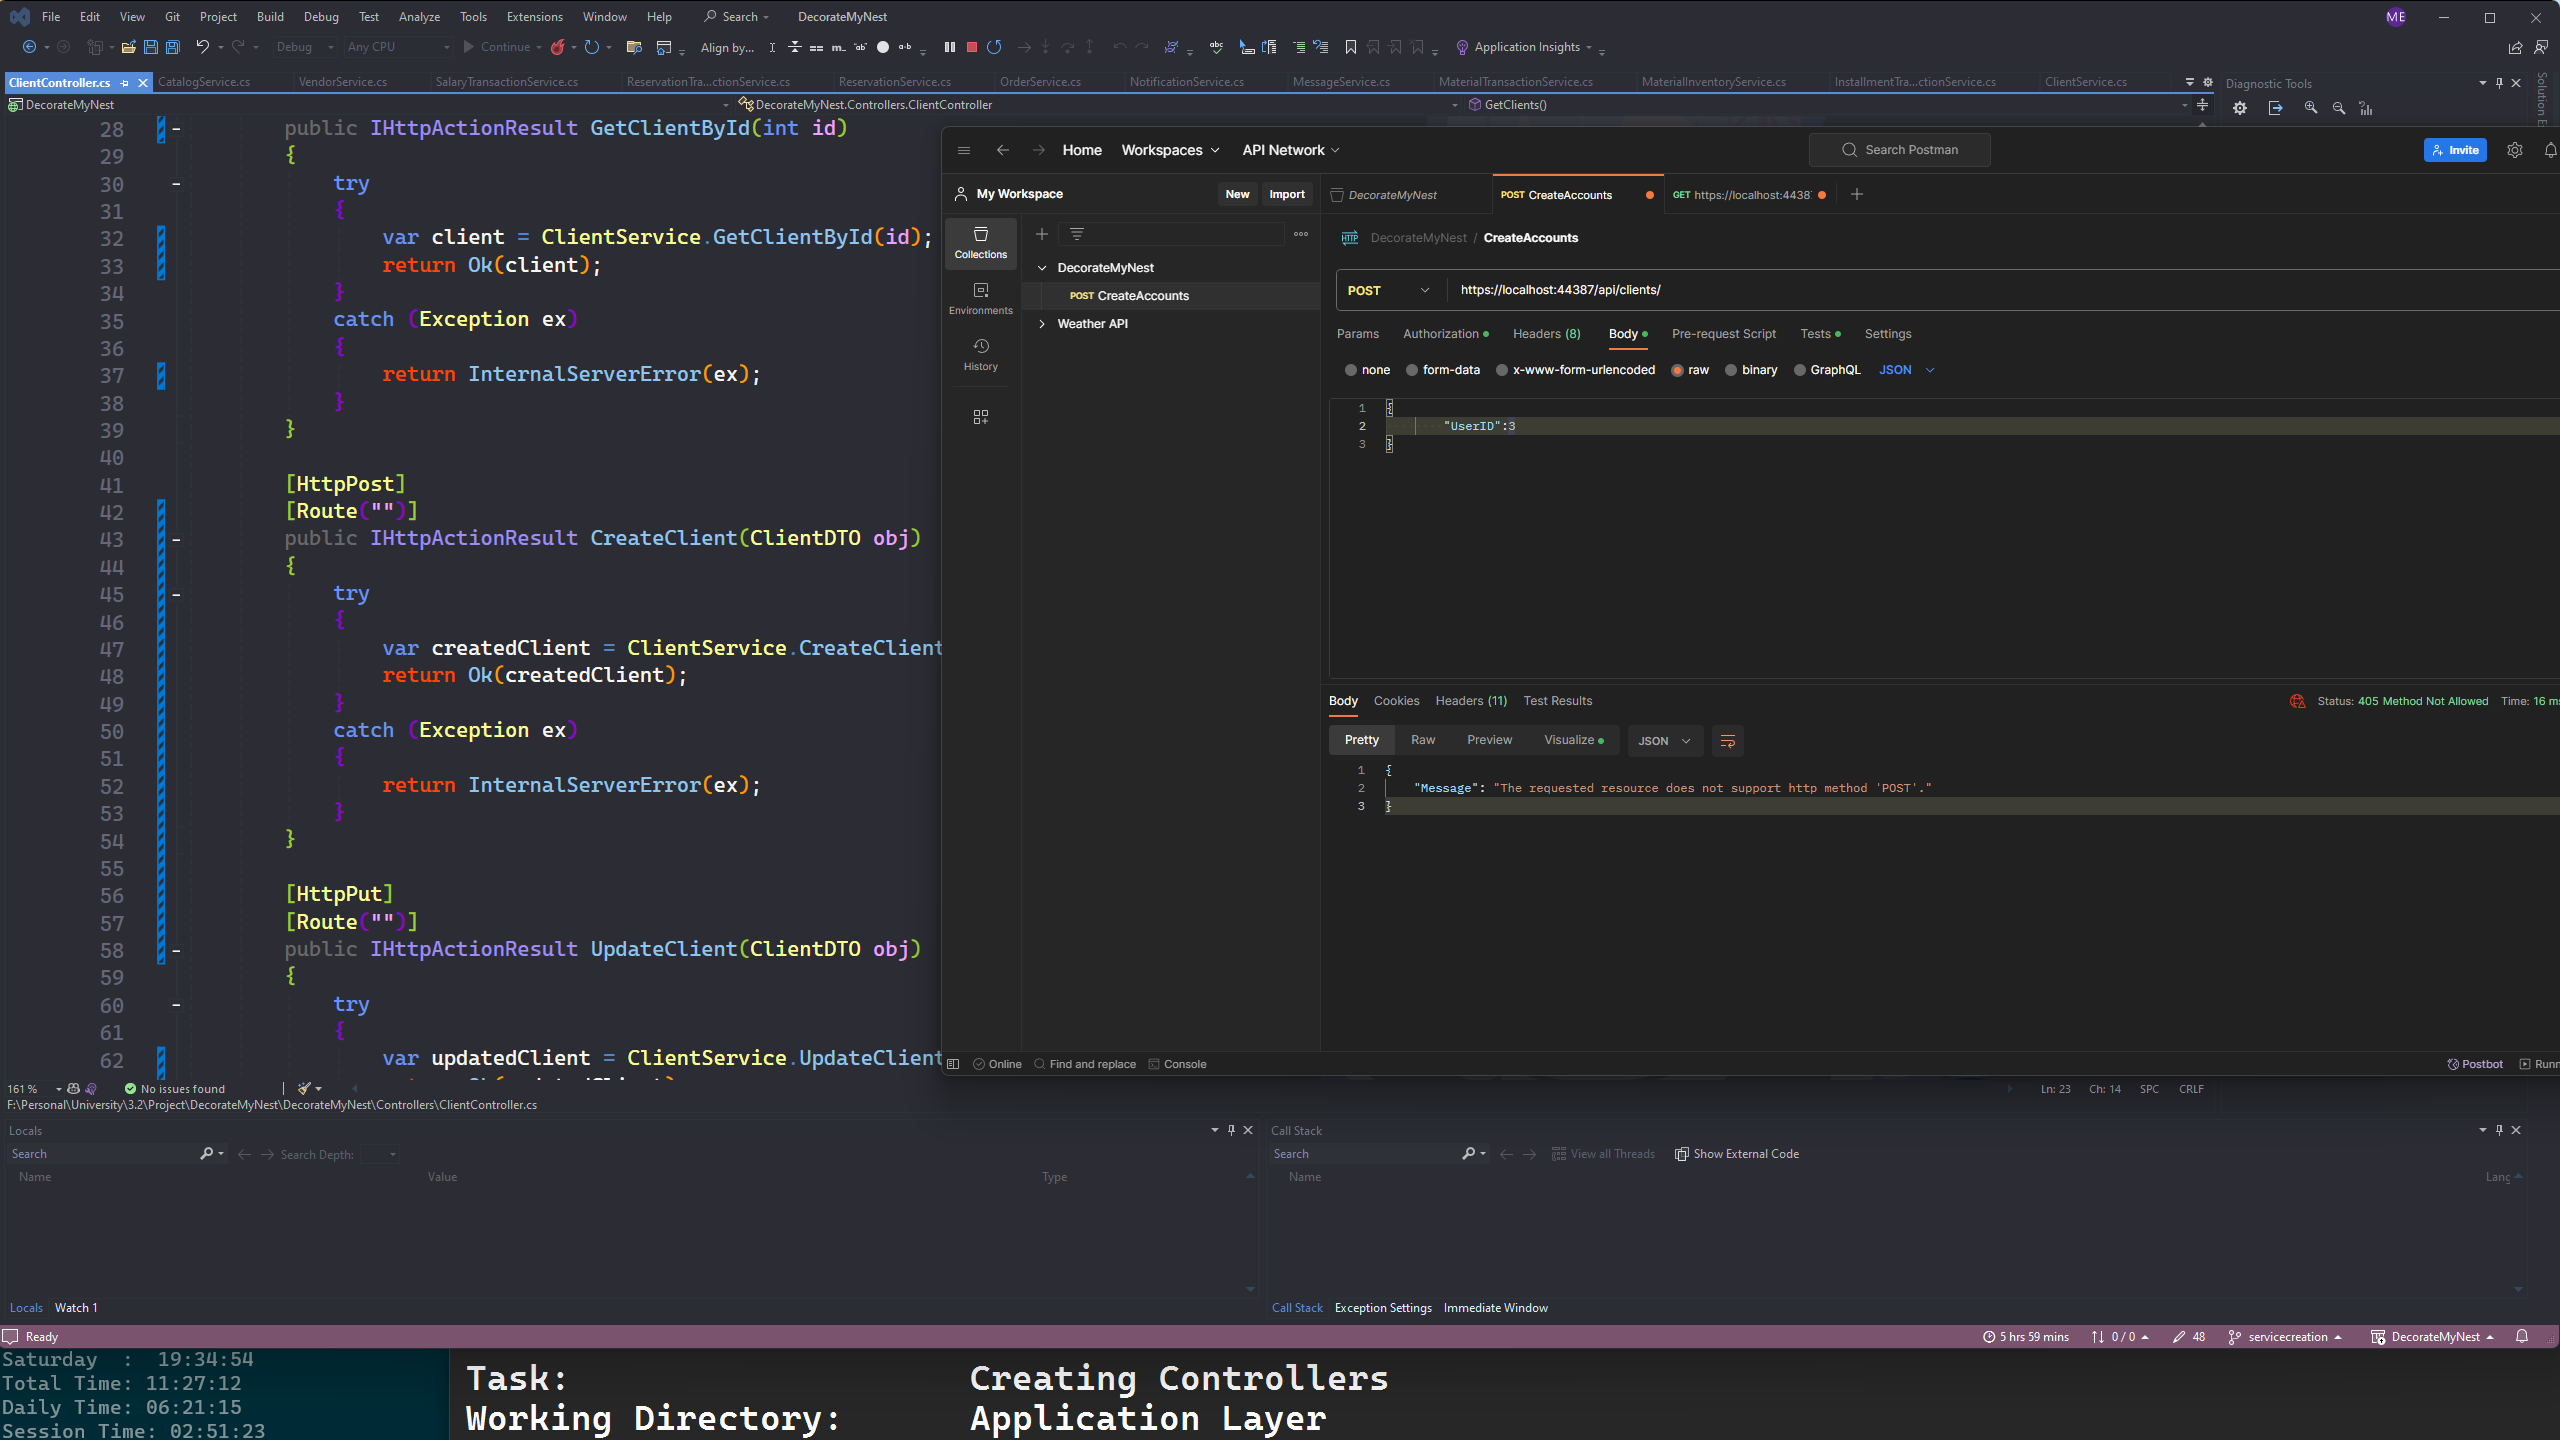 File Edit View Git Project Build Debug Test Analyze Tools Extensions Window Help Search DecorateMyNest ME
Debug Any CPU Continue Align by... Application Insights
ClientController.cs CatalogService.cs VendorService.cs SalaryTransactionService.cs ReservationTra...ctionService.cs ReservationService.cs OrderService.cs NotificationService.cs MessageService.cs MaterialTransactionService.cs MaterialInventoryService.cs InstallmentTra...ctionService.cs ClientService.cs Diagnostic Tools
DecorateMyNest DecorateMyNest.Controllers.ClientController GetClients()
28 public IHttpActionResult GetClientById(int id)
29 {
30 try
31 {
32 var client = ClientService.GetClientById(id);
33 return Ok(client);
34 }
35 catch (Exception ex)
36 {
37 return InternalServerError(ex);
38 }
39 }
40
41 [HttpPost]
42 [Route("")]
43 public IHttpActionResult CreateClient(ClientDTO obj)
44 {
45 try
46 {
47 var createdClient = ClientService.CreateClient
48 return Ok(createdClient);
49 }
50 catch (Exception ex)
51 {
52 return InternalServerError(ex);
53 }
54 }
55
56 [HttpPut]
57 [Route("")]
58 public IHttpActionResult UpdateClient(ClientDTO obj)
59 {
60 try
61 {
62 var updatedClient = ClientService.UpdateClient
Home Workspaces API Network Search Postman Invite
My Workspace New Import
DecorateMyNest POST CreateAccounts GET https://localhost:4438
Collections
Environments
History
DecorateMyNest
POST CreateAccounts
Weather API
HTTP DecorateMyNest / CreateAccounts
POST https://localhost:44387/api/clients/
Params Authorization Headers (8) Body Pre-request Script Tests Settings
none form-data x-www-form-urlencoded raw binary GraphQL JSON
1 {
2 "UserID":3
3 }
Body Cookies Headers (11) Test Results Status: 405 Method Not Allowed Time: 16 ms
Pretty Raw Preview Visualize JSON
1 {
2 "Message": "The requested resource does not support http method 'POST'."
3 }
Online Find and replace Console Postbot Runn
161 % No issues found Ln: 23 Ch: 14 SPC CRLF
F:\Personal\University\3.2\Project\DecorateMyNest\DecorateMyNest\Controllers\ClientController.cs
Locals
Search Search Depth:
Name Value Type
Locals Watch 1
Call Stack
Search View all Threads Show External Code
Name Lang
Call Stack Exception Settings Immediate Window
Ready 5 hrs 59 mins 0 / 0 48 servicecreation DecorateMyNest
Saturday : 19:34:54
Total Time: 11:27:12
Daily Time: 06:21:15
Session Time: 02:51:23
Task: Creating Controllers
Working Directory: Application Layer